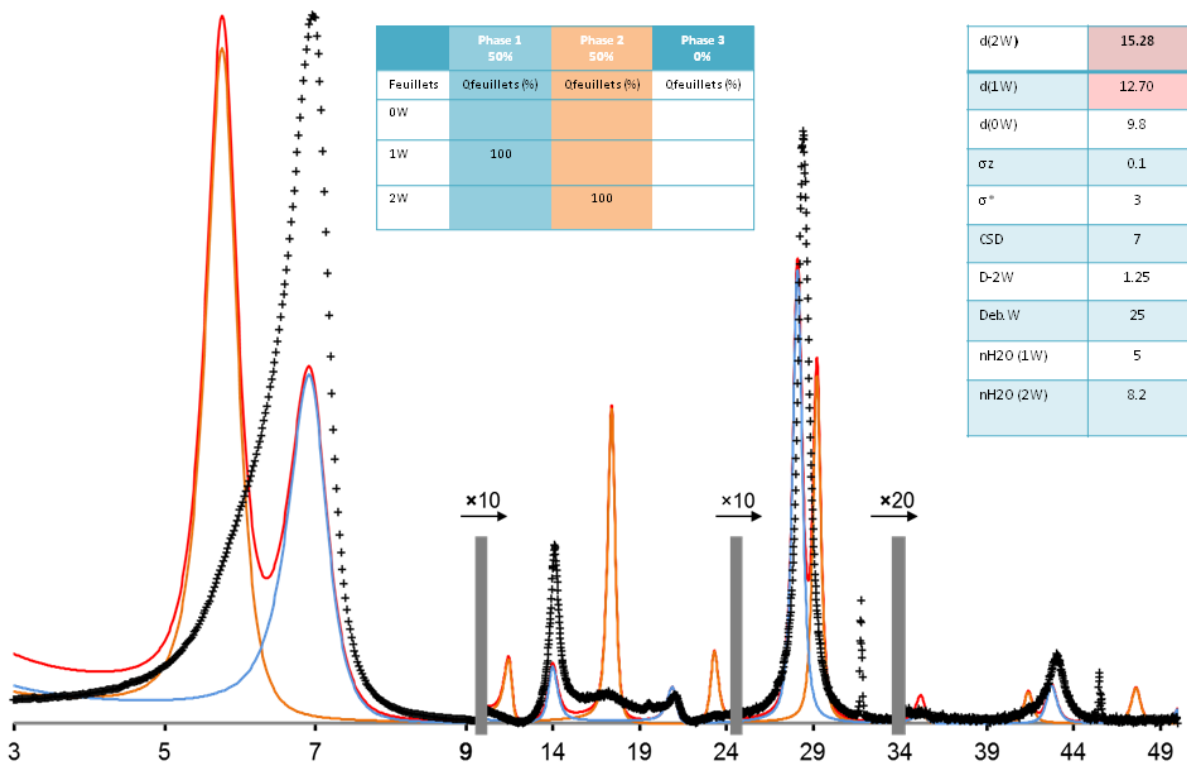 Phase 1 Phase 2 Phase 3
50% 50% 0%
Feuillets Qfeuillets (%) Qfeuillets (%) Qfeuillets (%)
0W
1W 100
2W 100
d(2W) 15.28
d(1W) 12.70
d(0W) 9.8
σz 0.1
σ* 3
CSD 7
D-2W 1.25
Deb.W 25
nH2O (1W) 5
nH2O (2W) 8.2
×10 ×10 ×20
3 5 7 9 14 19 24 29 34 39 44 49